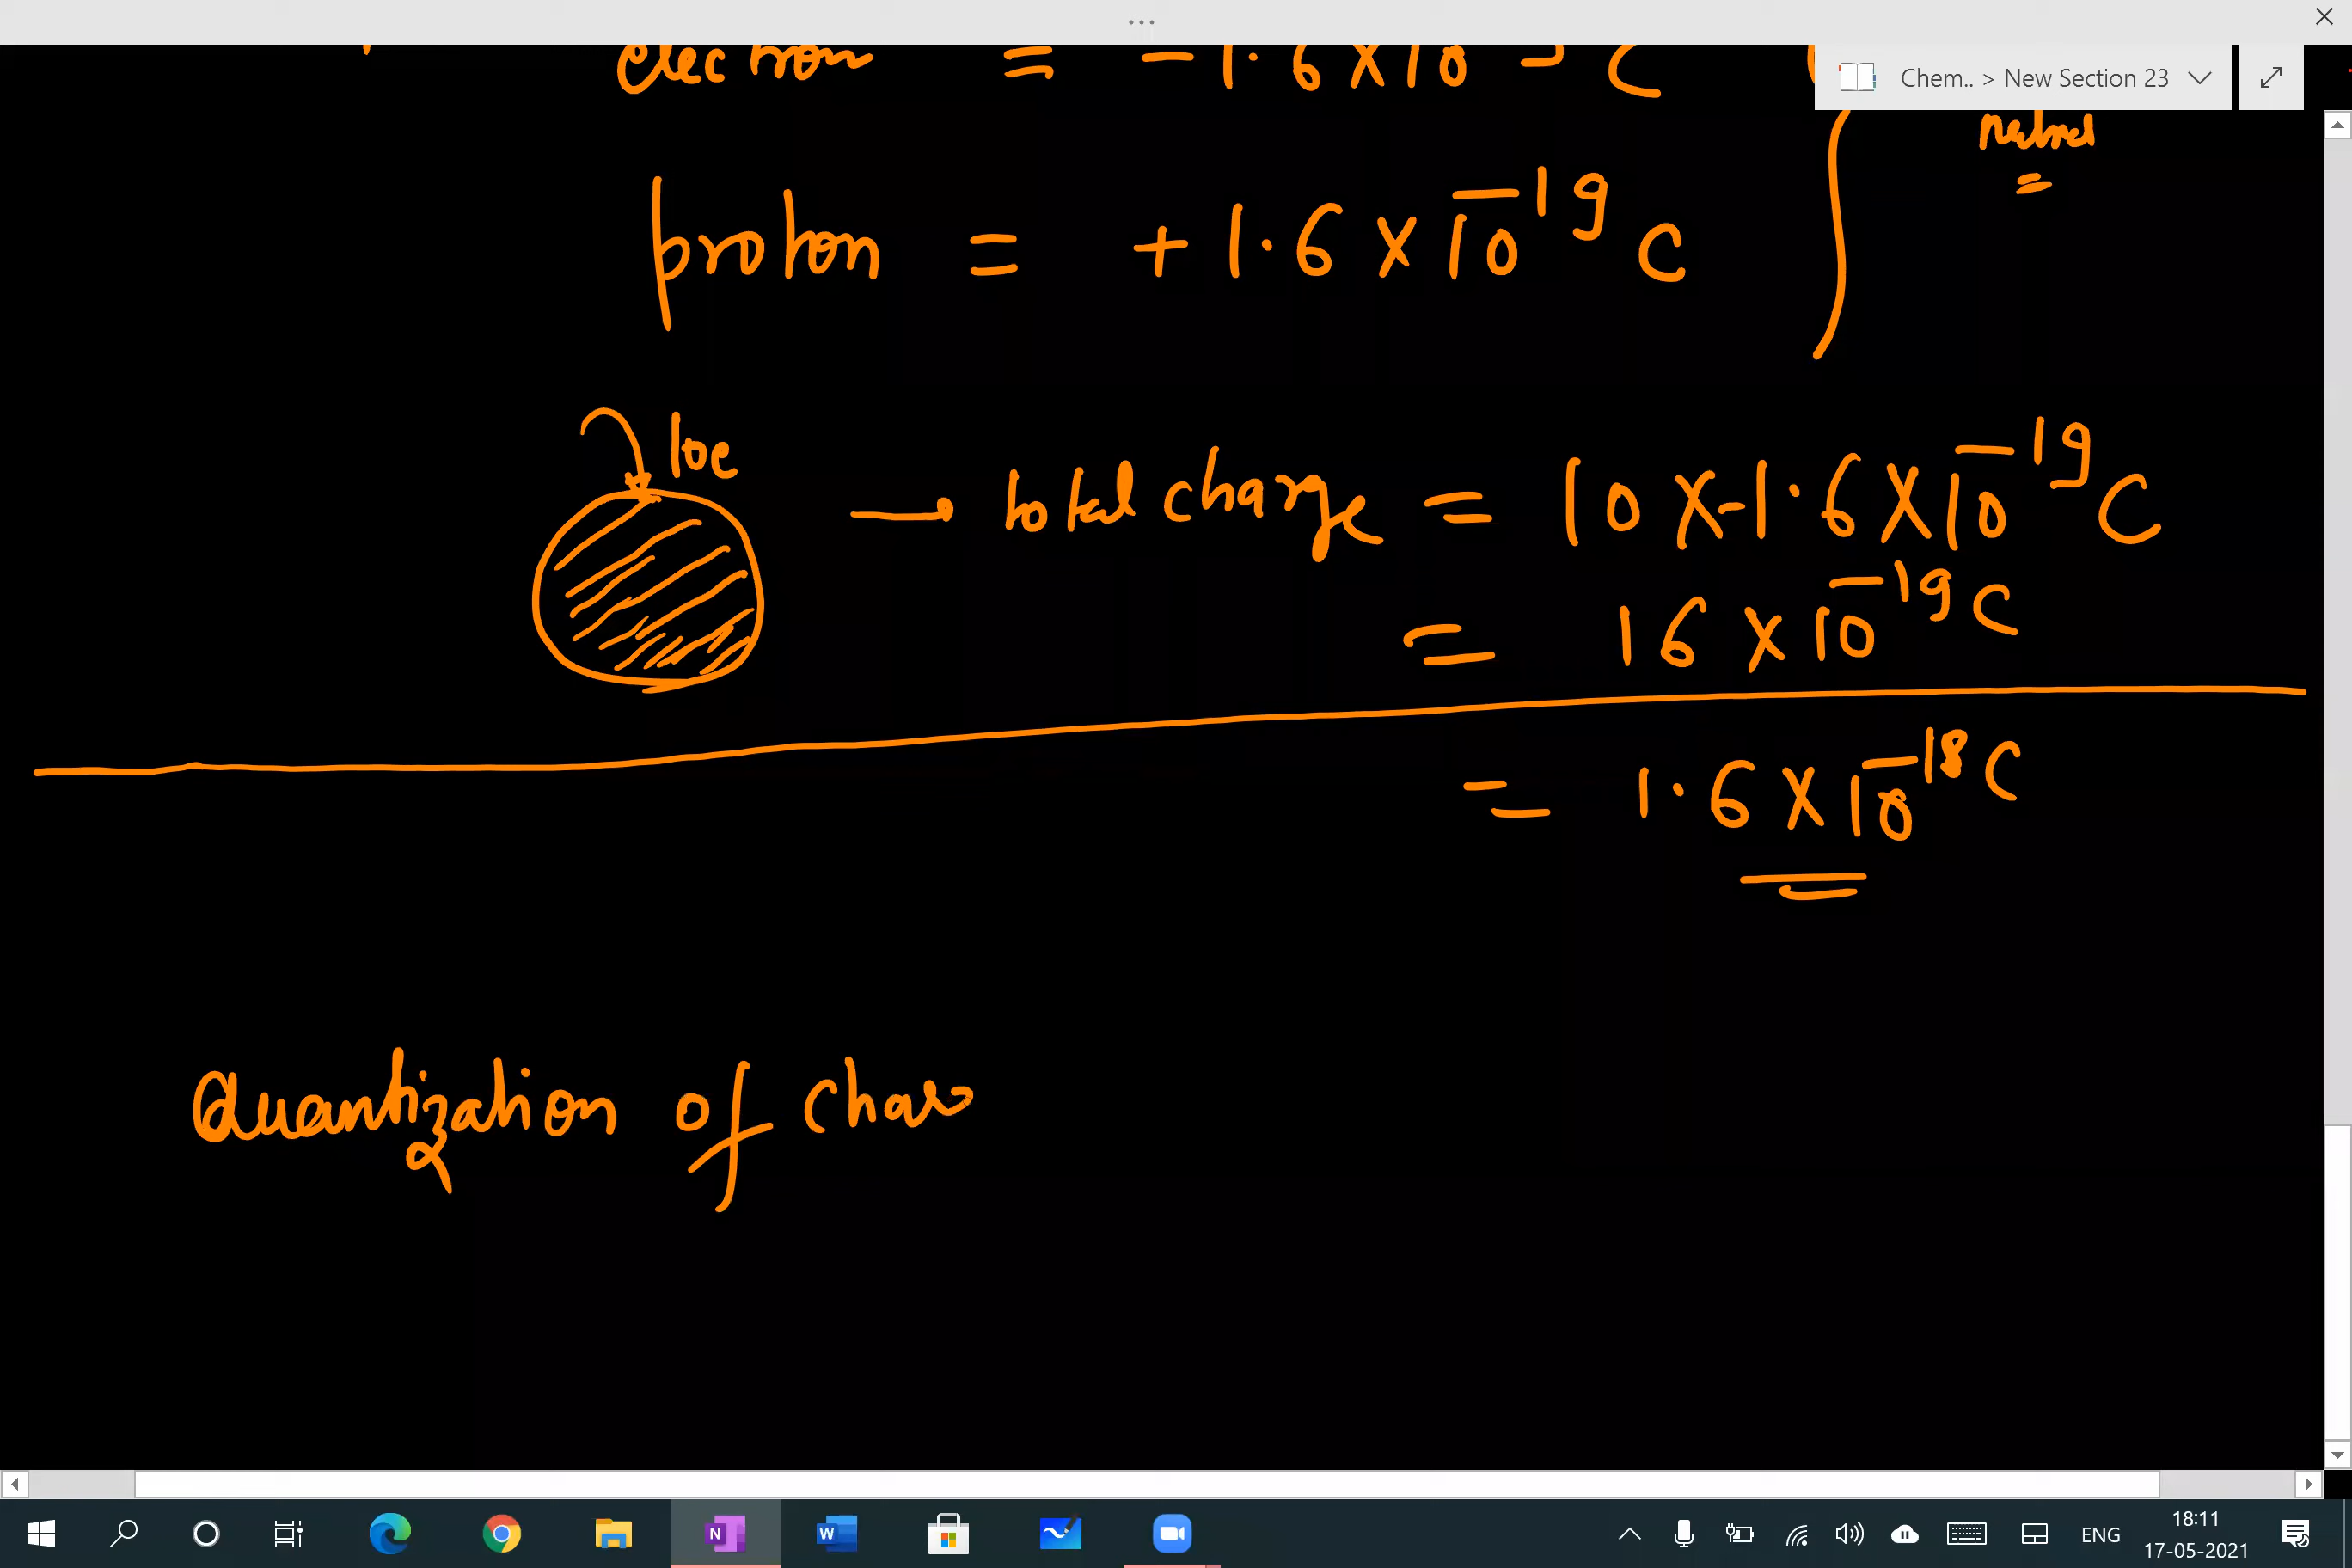 Chem.. > New Section 23
electron = -1.6 X 10 C
neutral
proton = + 1.6 X 10⁻¹⁹ C
10e
total charge = 10 X -1.6 X 10⁻¹⁹ C
= 16 X 10⁻¹⁹ C
= 1.6 X 10⁻¹⁸ C
Quantization of char
N
W
ENG
18:11
17-05-2021